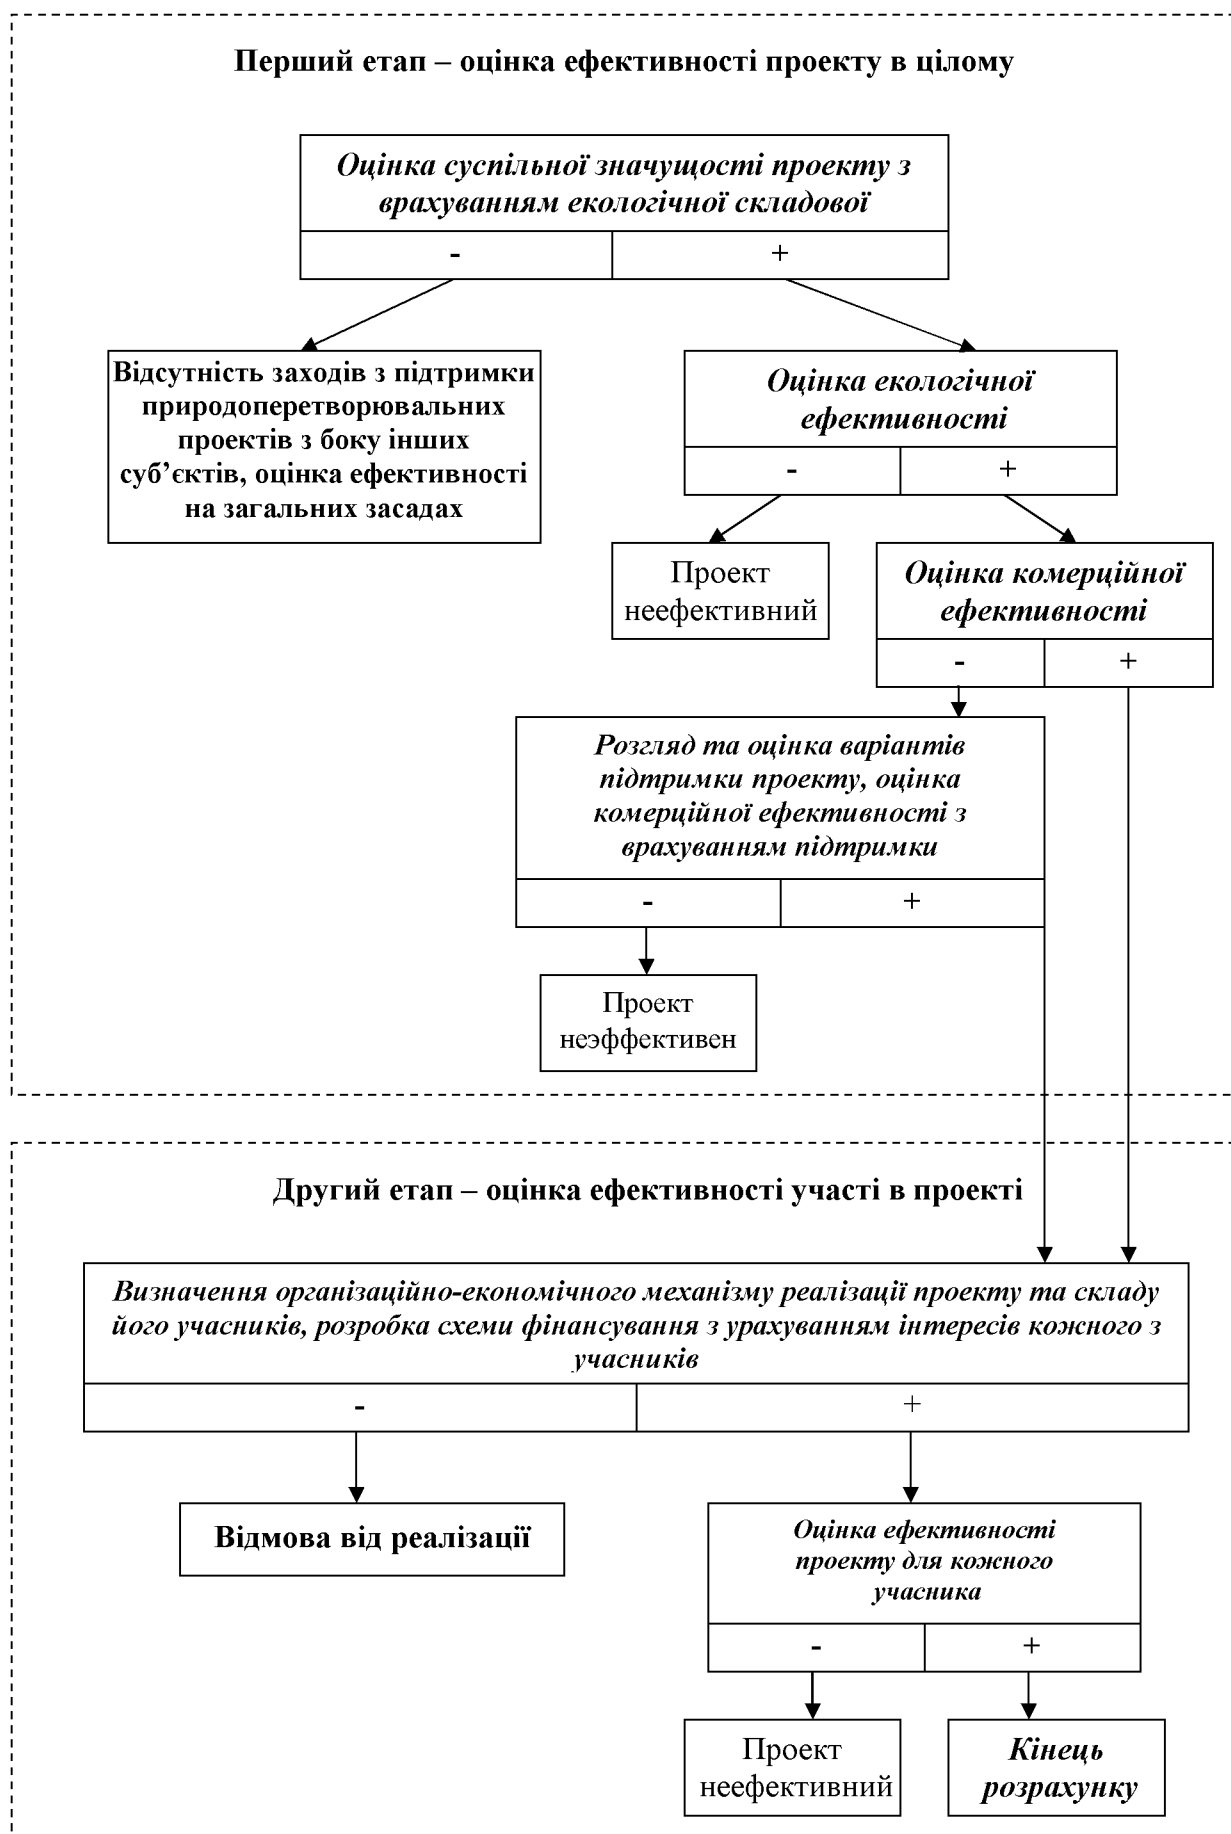 Перший етап – оцінка ефективності проекту в цілому
Оцінка суспільної значущості проекту з
врахуванням екологічної складової
-
+
Відсутність заходів з підтримки
природоперетворювальних
проектів з боку інших
суб’єктів, оцінка ефективності
на загальних засадах
Оцінка екологічної
ефективності
-
+
Проект
неефективний
Оцінка комерційної
ефективності
-
+
Розгляд та оцінка варіантів
підтримки проекту, оцінка
комерційної ефективності з
врахуванням підтримки
-
+
Проект
неэффективен
Другий етап – оцінка ефективності участі в проекті
Визначення організаційно-економічного механізму реалізації проекту та складу
його учасників, розробка схеми фінансування з урахуванням інтересів кожного з
учасників
-
+
Відмова від реалізації
Оцінка ефективності
проекту для кожного
учасника
-
+
Проект
неефективний
Кінець
розрахунку